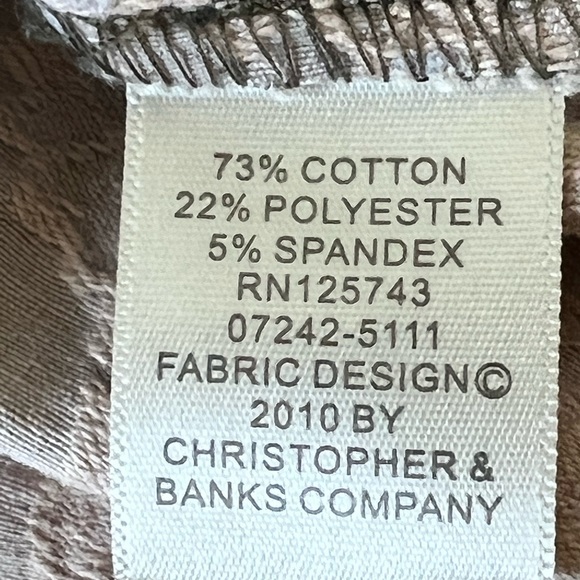 73% COTTON
22% POLYESTER
5% SPANDEX
RN125743
07242-5111
FABRIC DESIGN©
2010 BY
CHRISTOPHER &
BANKS COMPANY